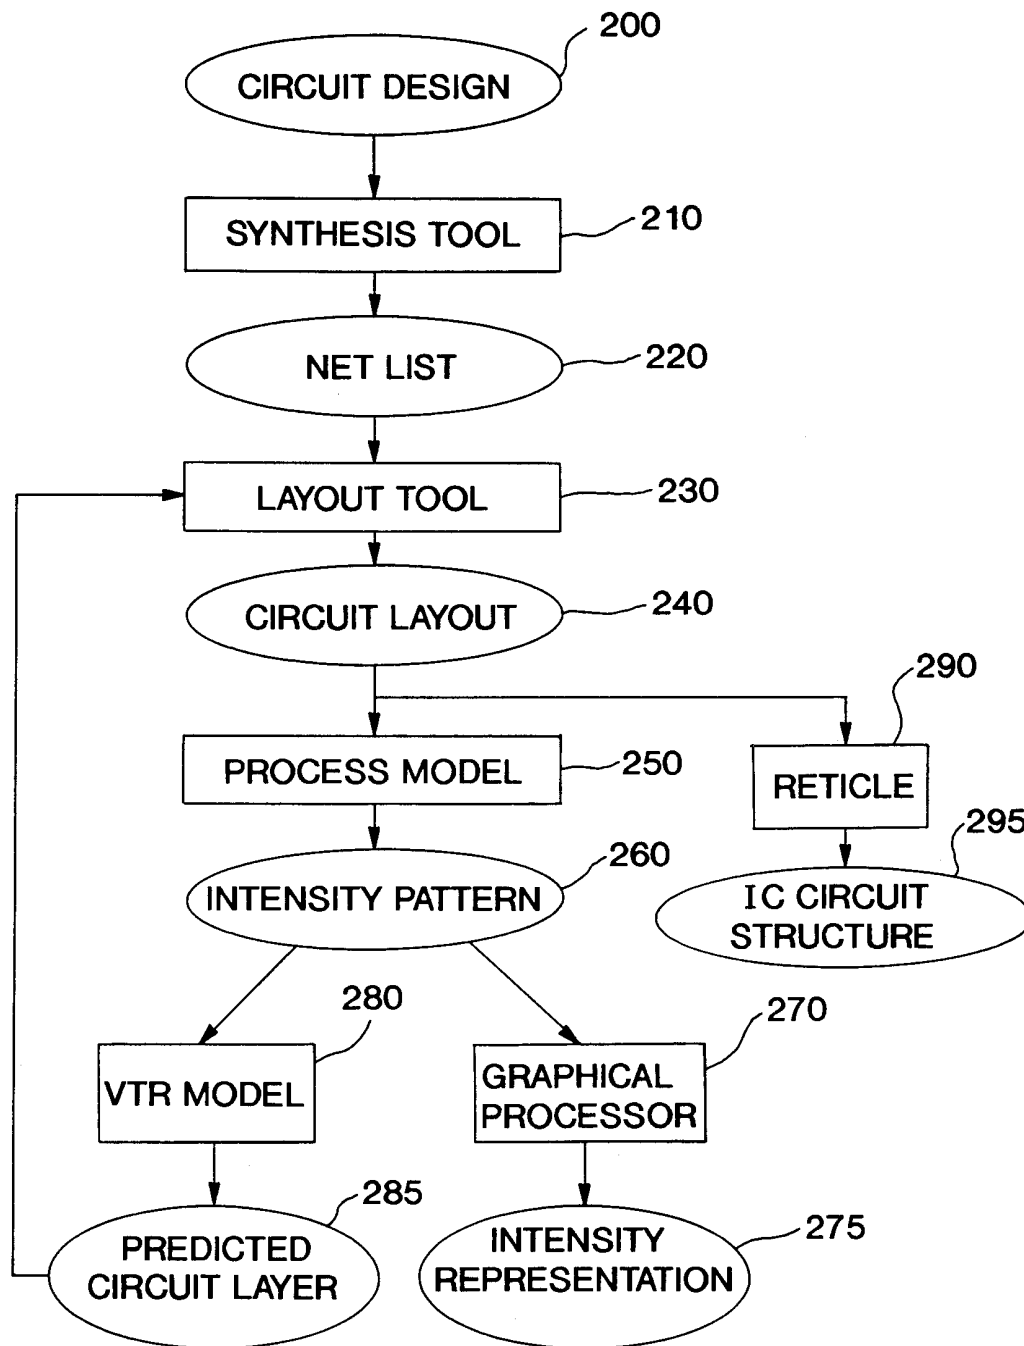 200
CIRCUIT DESIGN
SYNTHESIS TOOL
210
NET LIST
220
LAYOUT TOOL
230
CIRCUIT LAYOUT
240
290
PROCESS MODEL
250
RETICLE
295
260
INTENSITY PATTERN
IC CIRCUIT
STRUCTURE
280
270
VTR MODEL
GRAPHICAL
PROCESSOR
285
275
PREDICTED
CIRCUIT LAYER
INTENSITY
REPRESENTATION